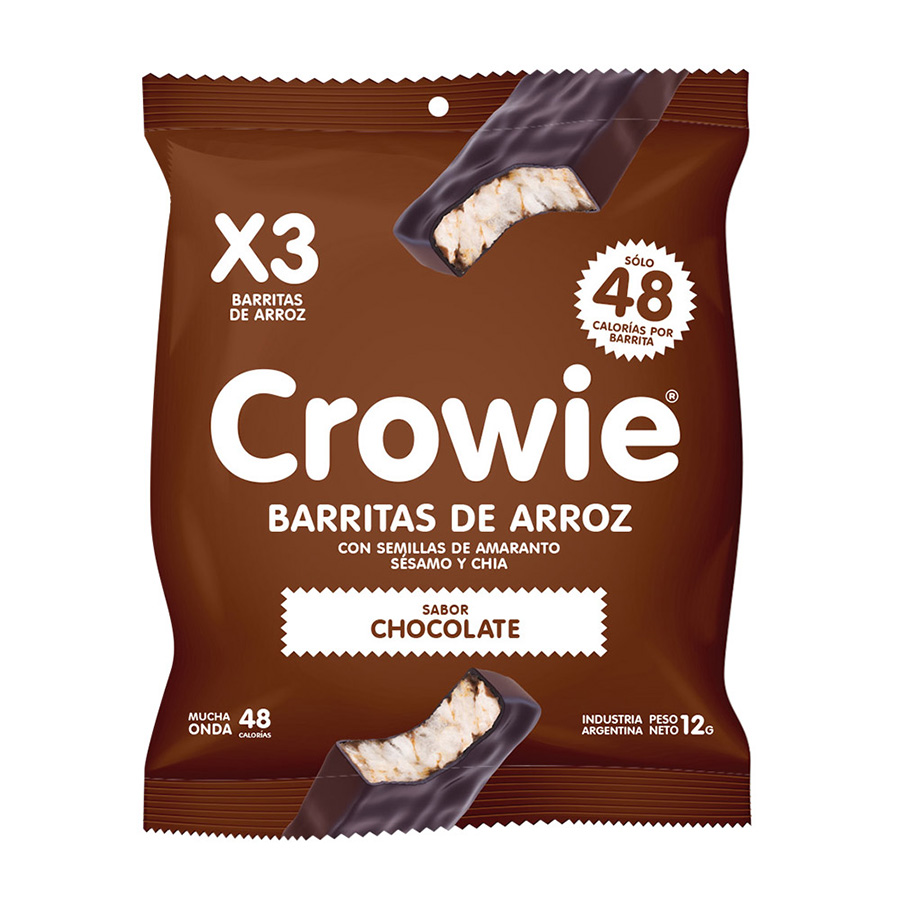 X3
BARRITAS
DE ARROZ
SÓLO
48
CALORÍAS POR
BARRITA
Crowie®
BARRITAS DE ARROZ
CON SEMILLAS DE AMARANTO
SÉSAMO Y CHIA
SABOR
CHOCOLATE
MUCHA
ONDA
48
CALORÍAS
INDUSTRIA
ARGENTINA
PESO
NETO
12G